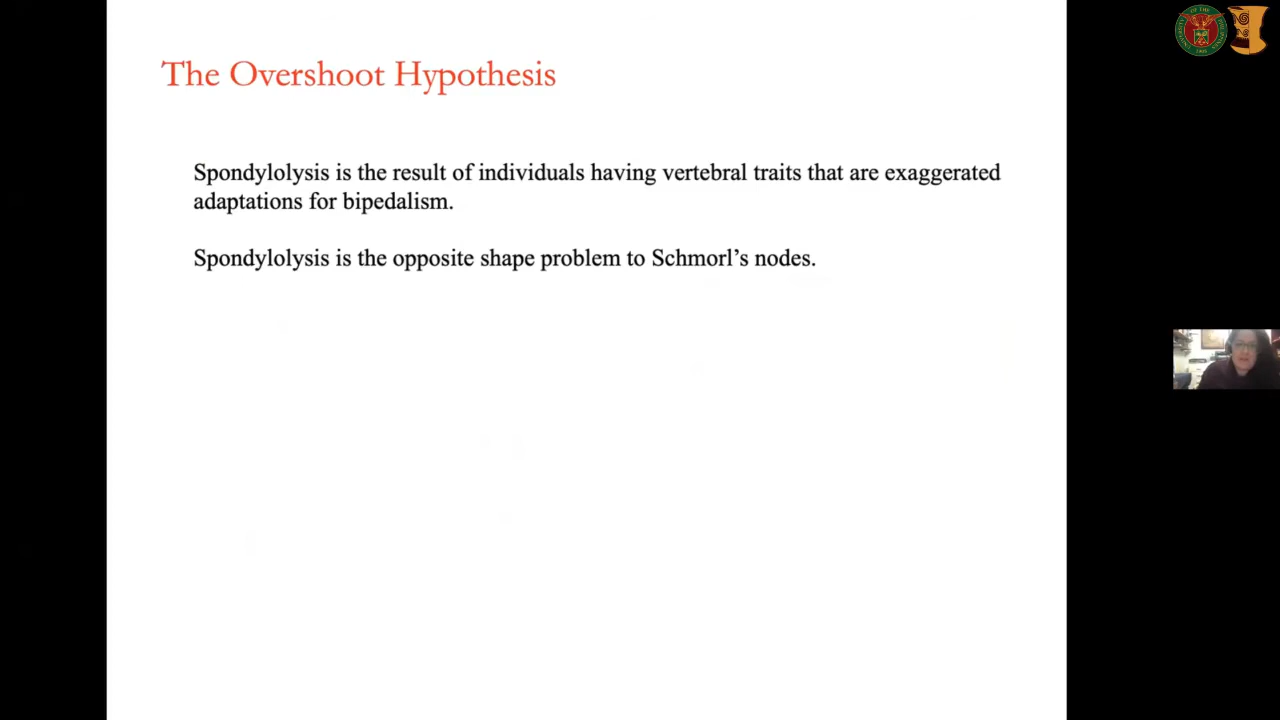 The Overshoot Hypothesis
Spondylolysis is the result of individuals having vertebral traits that are exaggerated
adaptations for bipedalism.
Spondylolysis is the opposite shape problem to Schmorl’s nodes.